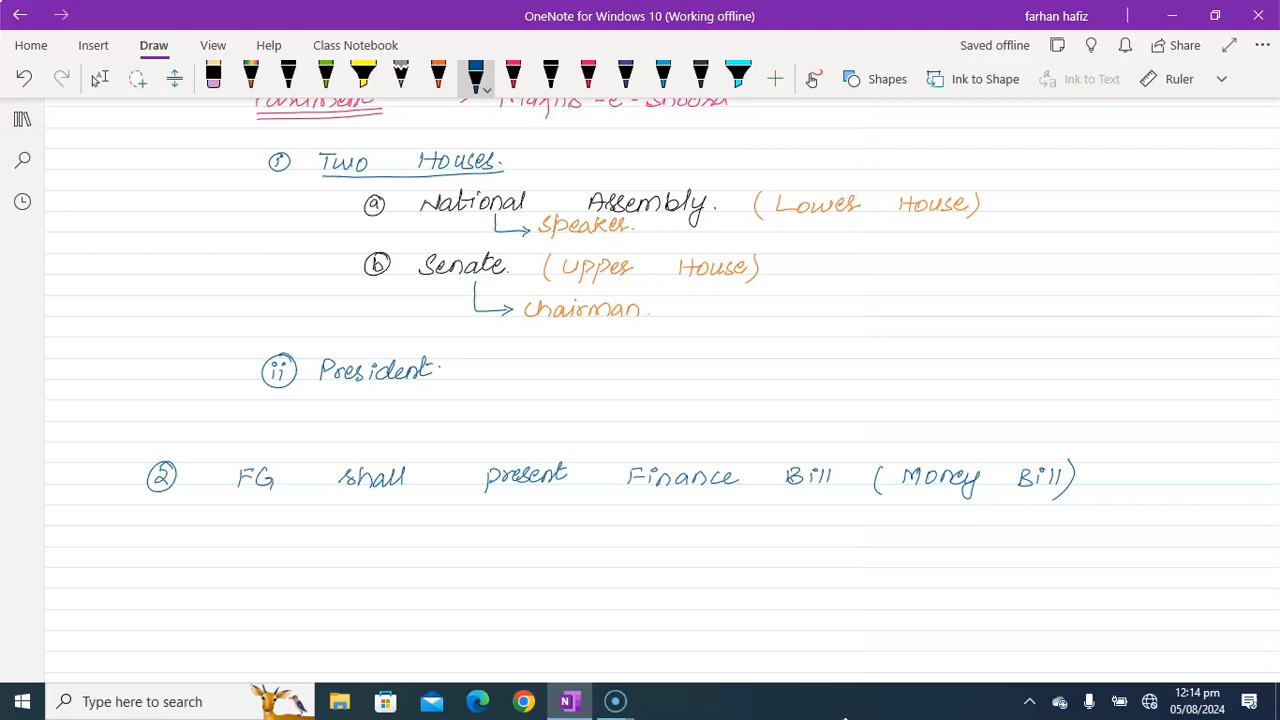 OneNote for Windows 10 (Working offline)
farhan hafiz
Home Insert Draw View Help Class Notebook
Saved offline
Share
Shapes
Ink to Shape
Ink to Text
Ruler
Parliament → Majlis-e-Shoora
(i) Two Houses.
(a) National Assembly. (Lower House)
Speaker.
(b) Senate. (Upper House)
Chairman.
(ii) President.
(2) FG shall present Finance Bill (Money Bill)
Type here to search
12:14 pm
05/08/2024